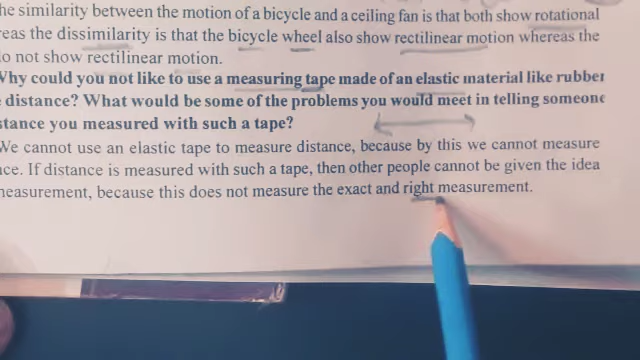 he similarity between the motion of a bicycle and a ceiling fan is that both show rotational
eas the dissimilarity is that the bicycle wheel also show rectilinear motion whereas the
o not show rectilinear motion.
Why could you not like to use a measuring tape made of an elastic material like rubber
distance? What would be some of the problems you would meet in telling someone
stance you measured with such a tape?
We cannot use an elastic tape to measure distance, because by this we cannot measure
ce. If distance is measured with such a tape, then other people cannot be given the idea
measurement, because this does not measure the exact and right measurement.